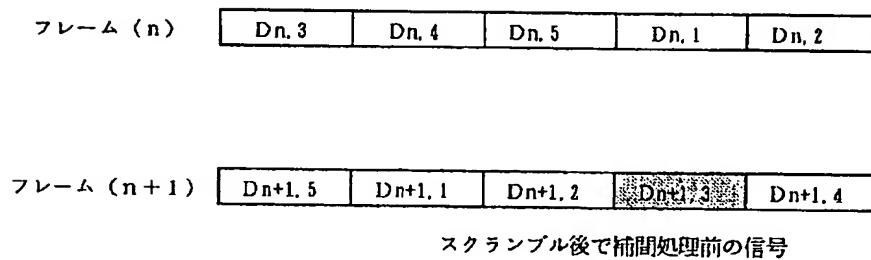 フレーム (n) Dn, 3 Dn, 4 Dn, 5 Dn, 1 Dn, 2
フレーム (n+1) Dn+1, 5 Dn+1, 1 Dn+1, 2 Dn+1, 3 Dn+1, 4
スクランブル後で補間処理前の信号